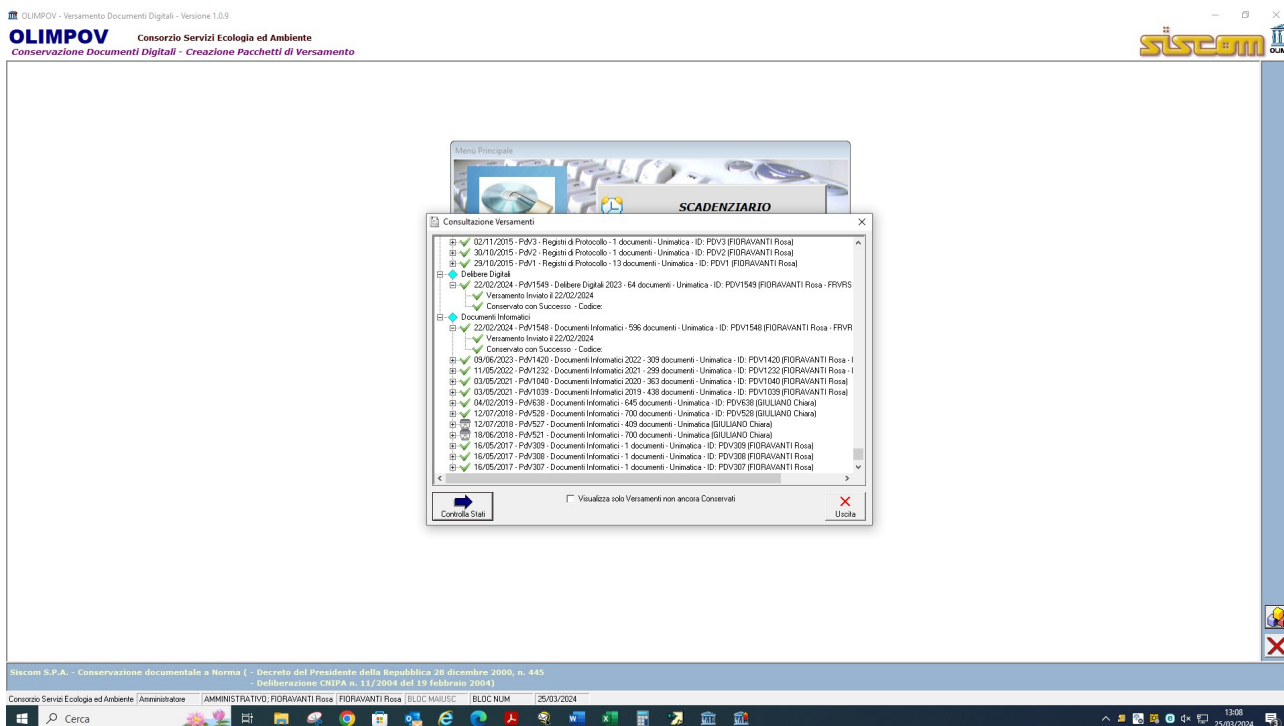 OLIMPOV - Versamento Documenti Digitali - Versione 1.0.9
OLIMPOV Consorzio Servizi Ecologia ed Ambiente
Conservazione Documenti Digitali - Creazione Pacchetti di Versamento
siscom
Menù Principale
SCADENZIARIO
Consultazione Versamenti
02/11/2015 - PdV3 - Registri di Protocollo - 1 documenti - Unimatica - ID: PDV3 (FIORAVANTI Rosa)
30/10/2015 - PdV2 - Registri di Protocollo - 1 documenti - Unimatica - ID: PDV2 (FIORAVANTI Rosa)
29/10/2015 - PdV1 - Registri di Protocollo - 13 documenti - Unimatica - ID: PDV1 (FIORAVANTI Rosa)
Delibere Digitali
22/02/2024 - PdV1549 - Delibere Digitali 2023 - 64 documenti - Unimatica - ID: PDV1549 (FIORAVANTI Rosa - FRVRS
Versamento Inviato il 22/02/2024
Conservato con Successo - Codice:
Documenti Informatici
22/02/2024 - PdV1548 - Documenti Informatici - 596 documenti - Unimatica - ID: PDV1548 (FIORAVANTI Rosa - FRVR
Versamento Inviato il 22/02/2024
Conservato con Successo - Codice:
09/06/2023 - PdV1420 - Documenti Informatici 2022 - 309 documenti - Unimatica - ID: PDV1420 (FIORAVANTI Rosa -
11/05/2022 - PdV1232 - Documenti Informatici 2021 - 299 documenti - Unimatica - ID: PDV1232 (FIORAVANTI Rosa -
03/05/2021 - PdV1040 - Documenti Informatici 2020 - 363 documenti - Unimatica - ID: PDV1040 (FIORAVANTI Rosa)
03/05/2021 - PdV1039 - Documenti Informatici 2019 - 438 documenti - Unimatica - ID: PDV1039 (FIORAVANTI Rosa)
04/02/2019 - PdV638 - Documenti Informatici - 645 documenti - Unimatica - ID: PDV638 (GIULIANO Chiara)
12/07/2018 - PdV528 - Documenti Informatici - 700 documenti - Unimatica - ID: PDV528 (GIULIANO Chiara)
12/07/2018 - PdV527 - Documenti Informatici - 409 documenti - Unimatica (GIULIANO Chiara)
18/06/2018 - PdV521 - Documenti Informatici - 700 documenti - Unimatica (GIULIANO Chiara)
16/05/2017 - PdV309 - Documenti Informatici - 1 documenti - Unimatica - ID: PDV309 (FIORAVANTI Rosa)
16/05/2017 - PdV308 - Documenti Informatici - 1 documenti - Unimatica - ID: PDV308 (FIORAVANTI Rosa)
16/05/2017 - PdV307 - Documenti Informatici - 1 documenti - Unimatica - ID: PDV307 (FIORAVANTI Rosa)
Controlla Stati
Visualizza solo Versamenti non ancora Conservati
Uscita
Siscom S.P.A. - Conservazione documentale a Norma ( - Decreto del Presidente della Repubblica 28 dicembre 2000, n. 445
- Deliberazione CNIPA n. 11/2004 del 19 febbraio 2004)
Consorzio Servizi Ecologia ed Ambiente Amministratore AMMINISTRATIVO; FIORAVANTI Rosa FIORAVANTI Rosa BLOC MAIUSC BLOC NUM 25/03/2024
Cerca
13:08
25/03/2024